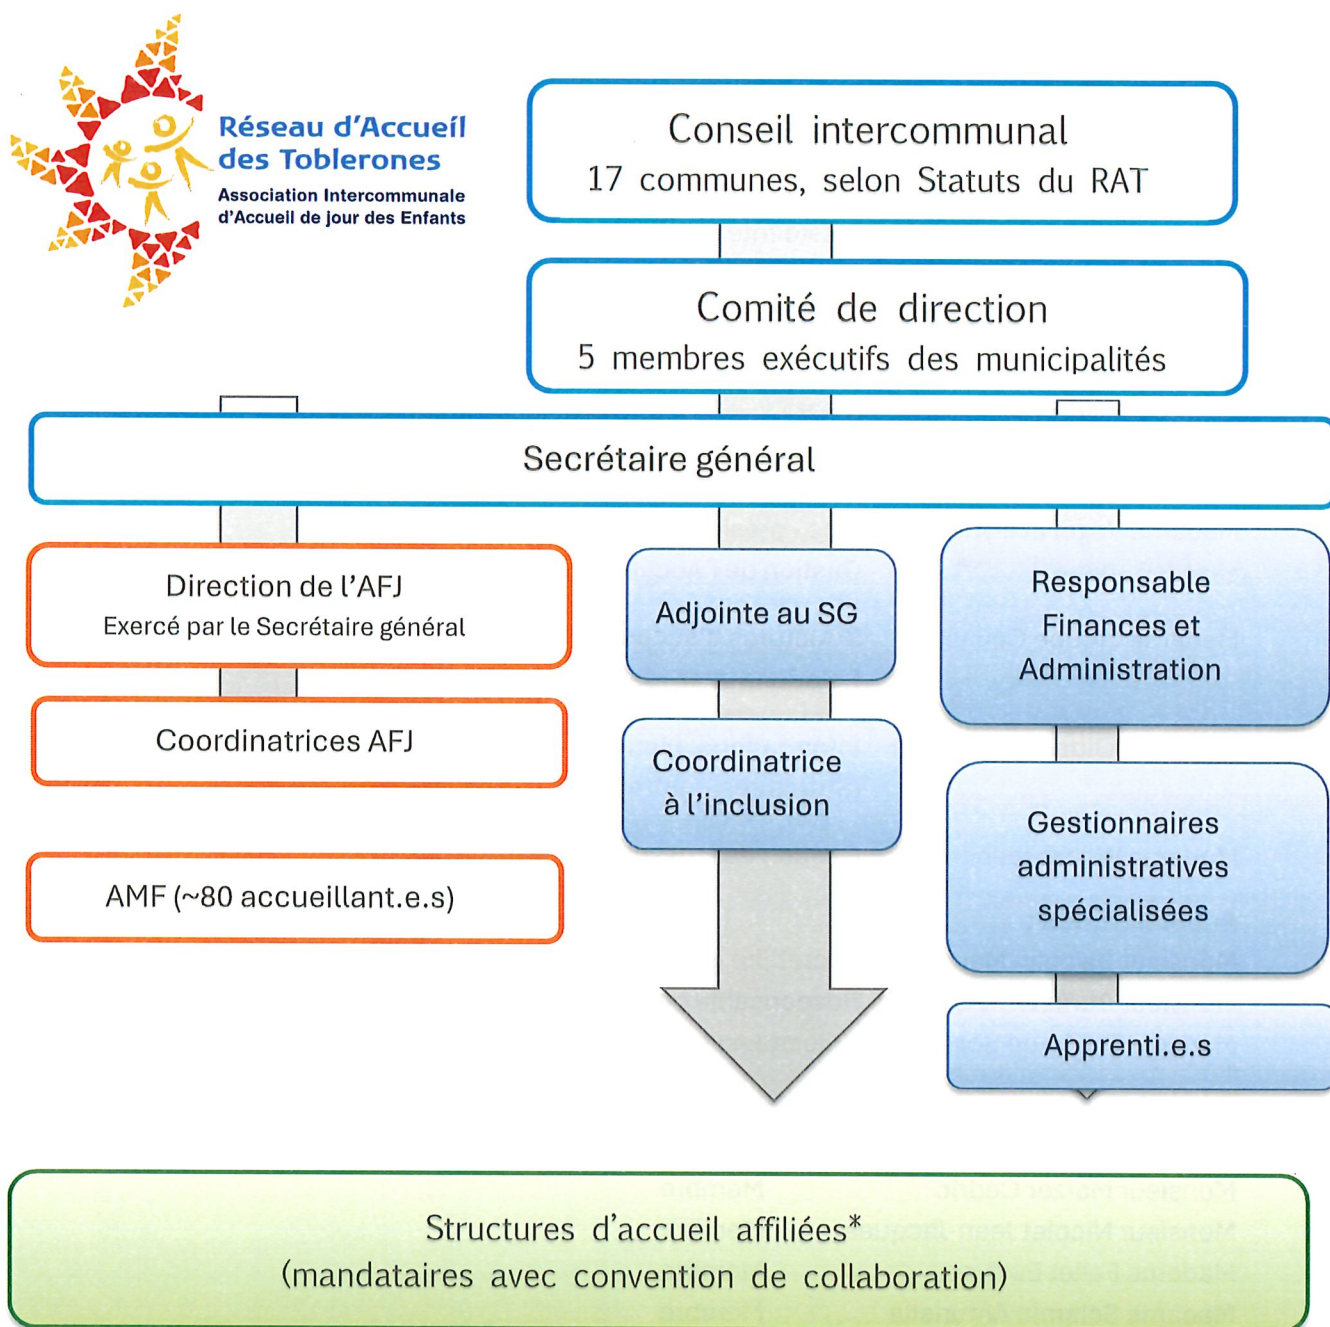 Réseau d'Accueil
des Toblerones
Association Intercommunale
d'Accueil de jour des Enfants
Conseil intercommunal
17 communes, selon Statuts du RAT
Comité de direction
5 membres exécutifs des municipalités
Secrétaire général
Direction de l'AFJ
Exercé par le Secrétaire général
Coordinatrices AFJ
AMF (~80 accueillant.e.s)
Adjointe au SG
Coordinatrice
à l'inclusion
Responsable
Finances et
Administration
Gestionnaires
administratives
spécialisées
Apprenti.e.s
Structures d'accueil affiliées*
(mandataires avec convention de collaboration)